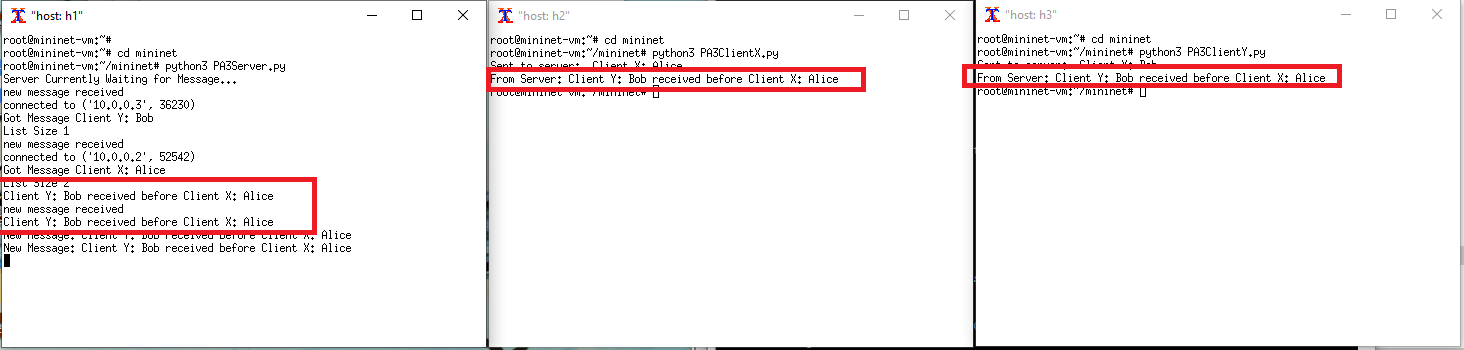 "host: h1"
root@mininet-vm:~#
root@mininet-vm:~# cd mininet
root@mininet-vm:~/mininet# python3 PA3Server.py
Server Currently Waiting for Message...
new message received
connected to ('10.0.0.3', 36230)
Got Message Client Y: Bob
List Size 1
new message received
connected to ('10.0.0.2', 52542)
Got Message Client X: Alice
List Size 2
Client Y: Bob received before Client X: Alice
new message received
Client Y: Bob received before Client X: Alice
New Message: Client Y: Bob received before Client X: Alice
New Message: Client Y: Bob received before Client X: Alice
"host: h2"
root@mininet-vm:~# cd mininet
root@mininet-vm:~/mininet# python3 PA3ClientX.py
Sent to server: Client X: Alice
From Server: Client Y: Bob received before Client X: Alice
root@mininet-vm:~/mininet#
"host: h3"
root@mininet-vm:~# cd mininet
root@mininet-vm:~/mininet# python3 PA3ClientY.py
Sent to server: Client Y: Bob
From Server: Client Y: Bob received before Client X: Alice
root@mininet-vm:~/mininet#